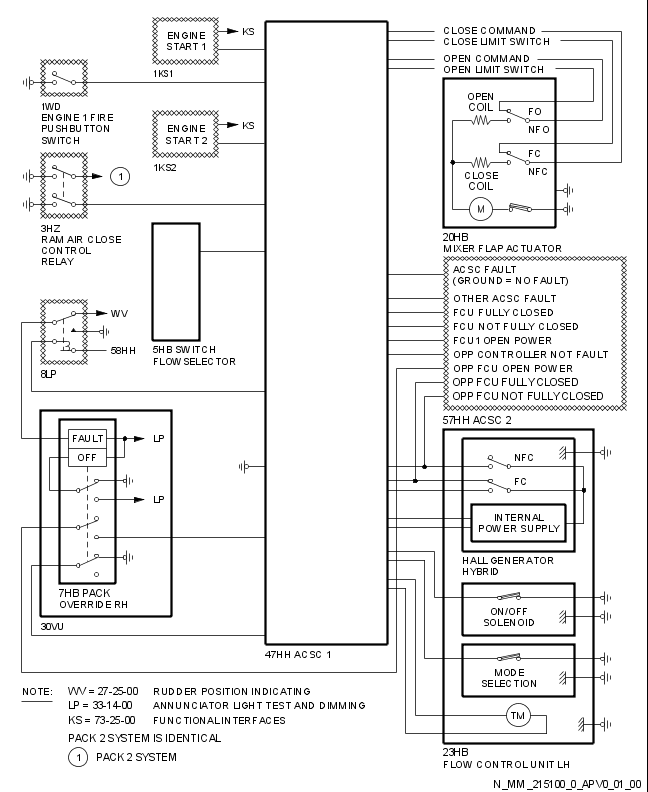 ENGINE
START 1
KS
1KS1
CLOSE COMMAND
CLOSE LIMIT SWITCH
OPEN COMMAND
OPEN LIMIT SWITCH
1WD
ENGINE 1 FIRE
PUSHBUTTON
SWITCH
ENGINE
START 2
KS
1KS2
OPEN
COIL
FO
NFO
FC
NFC
CLOSE
COIL
M
20HB
MIXER FLAP ACTUATOR
1
3HZ
RAM AIR CLOSE
CONTROL
RELAY
5HB SWITCH
FLOW SELECTOR
WV
58HH
8LP
ACSC FAULT
(GROUND = NO FAULT)
OTHER ACSC FAULT
FCU FULLY CLOSED
FCU NOT FULLY CLOSED
FCU1 OPEN POWER
OPP CONTROLLER NOT FAULT
OPP FCU OPEN POWER
OPP FCU FULLY CLOSED
OPP FCU NOT FULLY CLOSED
57HH ACSC 2
FAULT
OFF
LP
LP
7HB PACK
OVERRIDE RH
30VU
47HH ACSC 1
NFC
FC
INTERNAL
POWER SUPPLY
HALL GENERATOR
HYBRID
ON/OFF
SOLENOID
MODE
SELECTION
TM
23HB
FLOW CONTROL UNIT LH
NOTE:
WV = 27-25-00 RUDDER POSITION INDICATING
LP = 33-14-00 ANNUNCIATOR LIGHT TEST AND DIMMING
KS = 73-25-00 FUNCTIONAL INTERFACES
PACK 2 SYSTEM IS IDENTICAL
1 PACK 2 SYSTEM
N_MM_215100_0_APV0_01_00